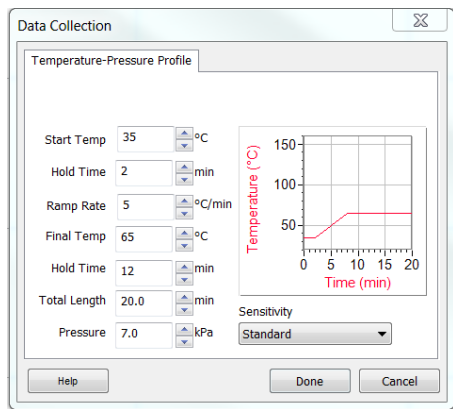 Data Collection
Temperature-Pressure Profile
Start Temp 35 °C
Hold Time 2 min
Ramp Rate 5 °C/min
Final Temp 65 °C
Hold Time 12 min
Total Length 20.0 min
Pressure 7.0 kPa
Temperature (°C)
150
100
50
0 5 10 15 20
Time (min)
Sensitivity
Standard
Help Done Cancel